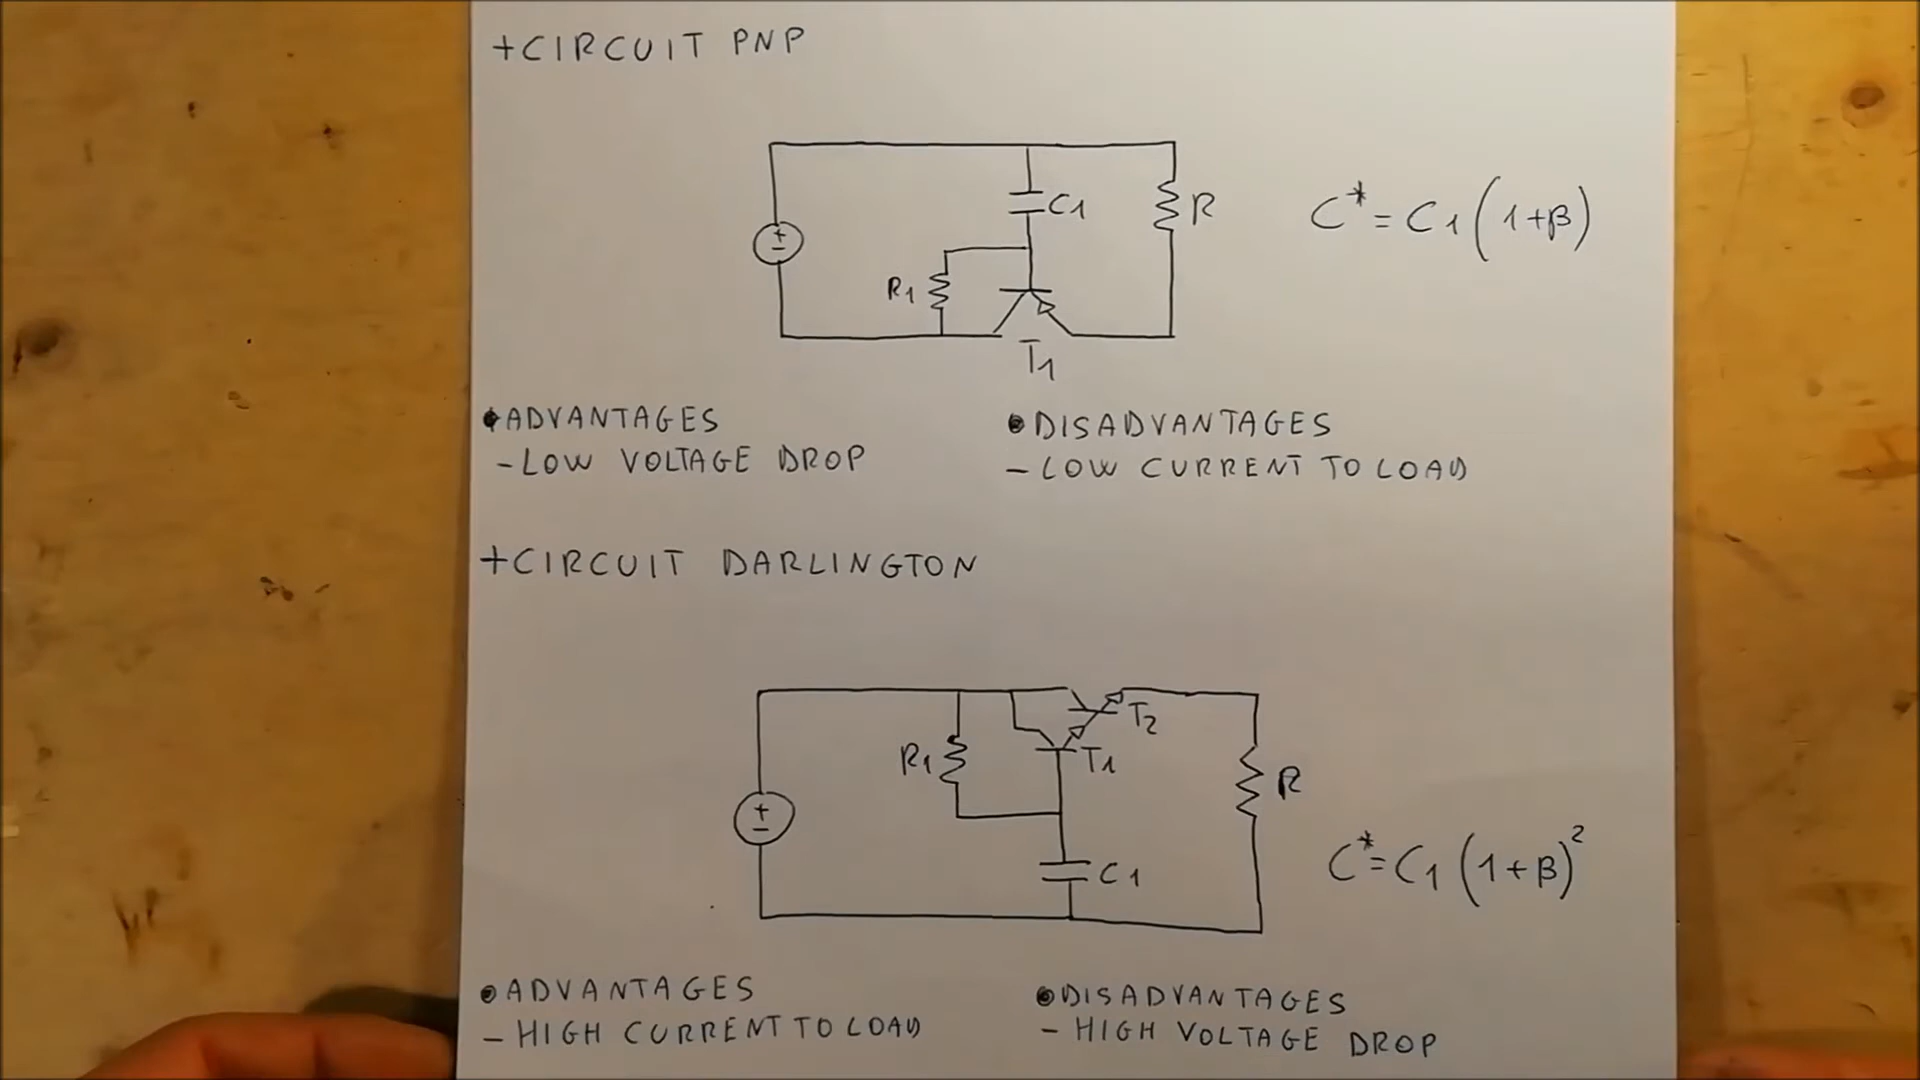 +CIRCUIT PNP
C1
R
C* = C1 (1+β)
+
-
R1
T1
•ADVANTAGES
- LOW VOLTAGE DROP
•DISADVANTAGES
- LOW CURRENT TO LOAD
+CIRCUIT DARLINGTON
T2
R1
T1
R
+
-
C1
C* = C1 (1+β)²
•ADVANTAGES
- HIGH CURRENT TO LOAD
•DISADVANTAGES
- HIGH VOLTAGE DROP